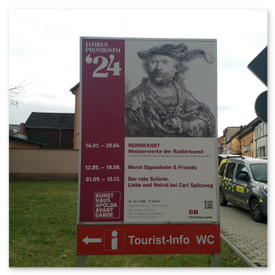 JAHRES
PROGRAMM
'24
14.01. – 28.04.
REMBRANDT
Meisterwerke der Radierkunst
12.05. – 18.08.
Morat Oppenheim & Friends
01.09. – 15.12.
Der rote Schirm.
Liebe und Heirat bei Carl Spitzweg
KUNST
HAUS
APOLDA
AVANT
GARDE
Tourist-Info WC